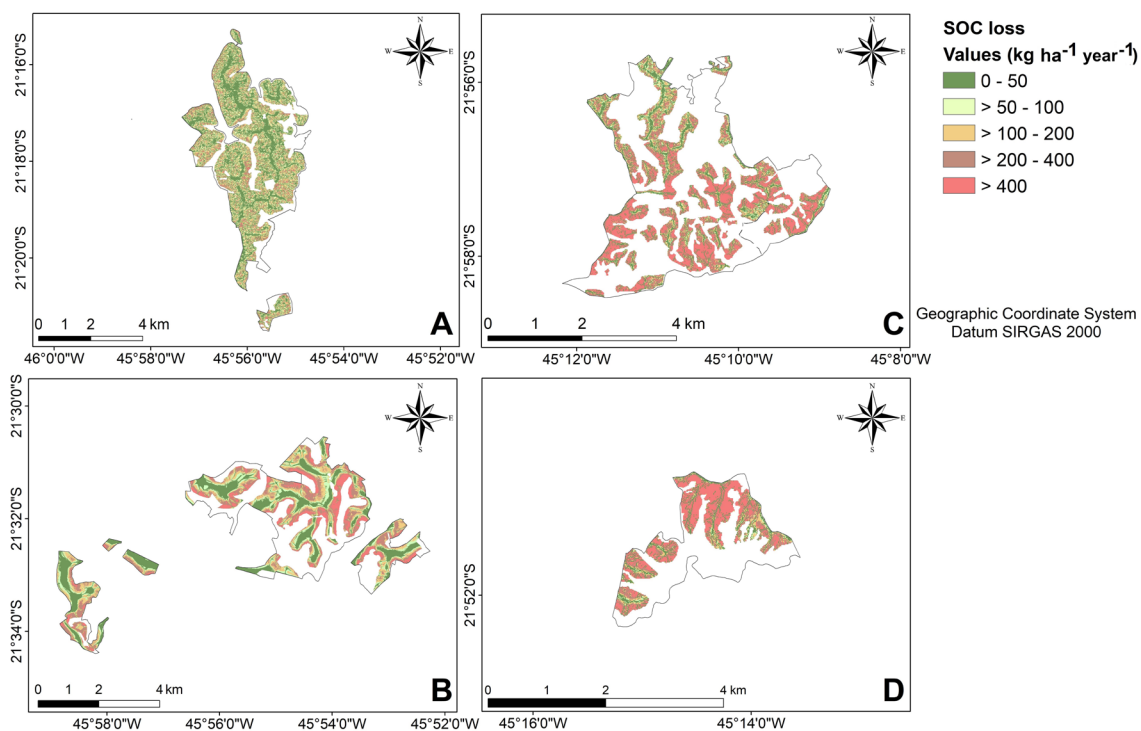 21°16'0"S
21°18'0"S
21°20'0"S
N
W E
S
A
0 1 2 4 km
46°0'0"W 45°58'0"W 45°56'0"W 45°54'0"W 45°52'0"W
21°56'0"S
21°58'0"S
N
W E
S
C
0 1 2 4 km
45°12'0"W 45°10'0"W 45°8'0"W
SOC loss
Values (kg ha⁻¹ year⁻¹)
0 - 50
> 50 - 100
> 100 - 200
> 200 - 400
> 400
Geographic Coordinate System
Datum SIRGAS 2000
21°30'0"S
21°32'0"S
21°34'0"S
N
W E
S
B
0 1 2 4 km
45°58'0"W 45°56'0"W 45°54'0"W 45°52'0"W
21°52'0"S
N
W E
S
D
0 1 2 4 km
45°16'0"W 45°14'0"W